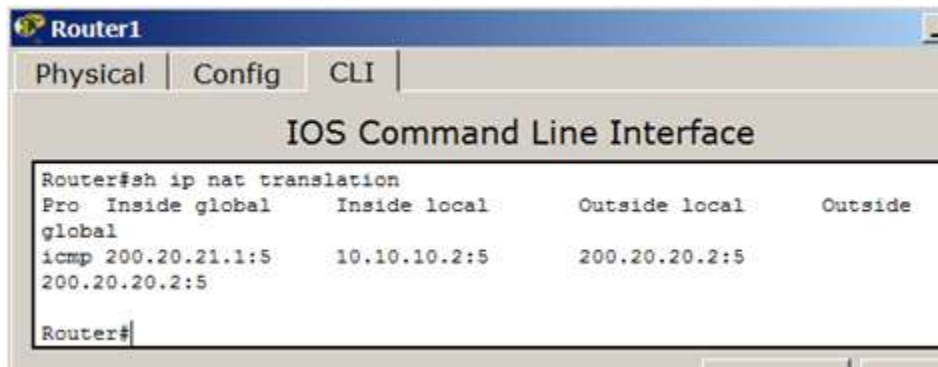 Router1
Physical Config CLI
IOS Command Line Interface
Router#sh ip nat translation
Pro Inside global Inside local Outside local Outside
global
icmp 200.20.21.1:5 10.10.10.2:5 200.20.20.2:5
200.20.20.2:5
Router#